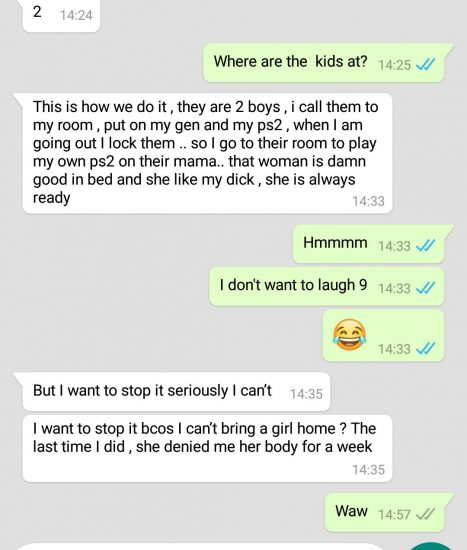 2 14:24
Where are the kids at? 14:25
This is how we do it , they are 2 boys , i call them to
my room , put on my gen and my ps2 , when I am
going out I lock them .. so I go to their room to play
my own ps2 on their mama.. that woman is damn
good in bed and she like my dick , she is always
ready
14:33
Hmmmm 14:33
I don't want to laugh 9 14:33
😂 14:33
But I want to stop it seriously I can't 14:35
I want to stop it bcos I can't bring a girl home ? The
last time I did , she denied me her body for a week
14:35
Waw 14:57